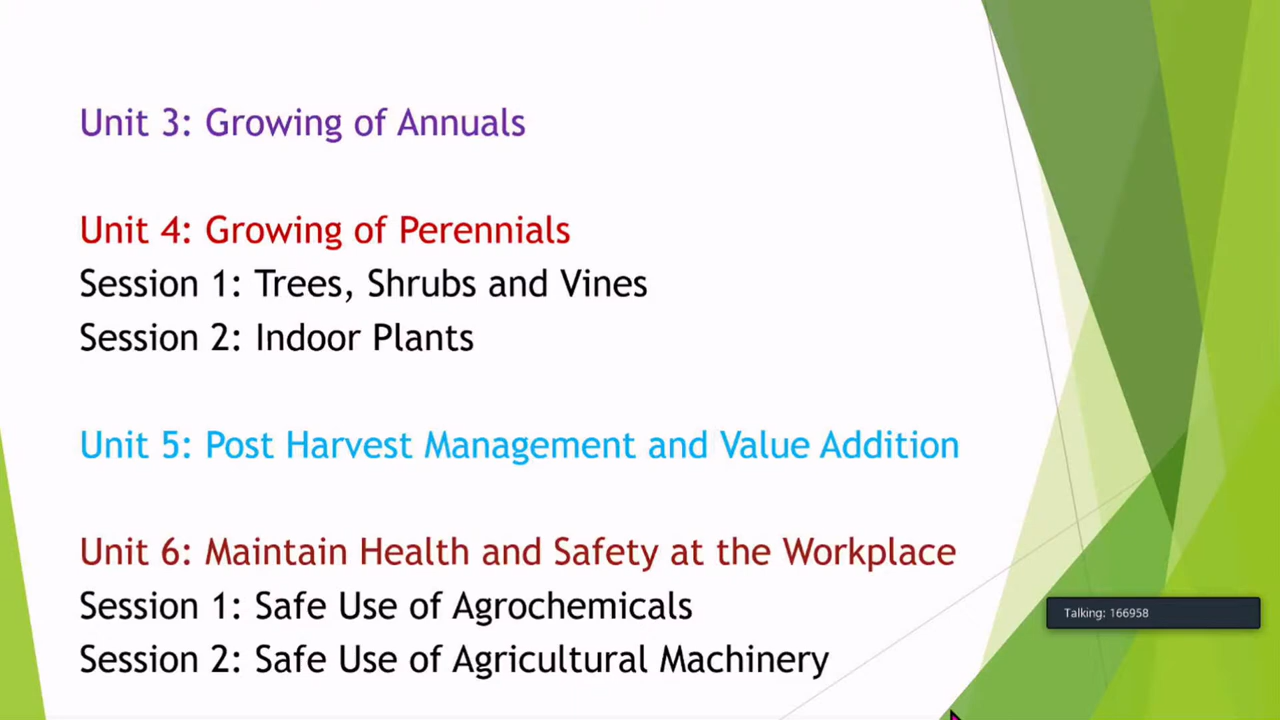 Unit 3: Growing of Annuals
Unit 4: Growing of Perennials
Session 1: Trees, Shrubs and Vines
Session 2: Indoor Plants
Unit 5: Post Harvest Management and Value Addition
Unit 6: Maintain Health and Safety at the Workplace
Session 1: Safe Use of Agrochemicals
Talking: 166958
Session 2: Safe Use of Agricultural Machinery